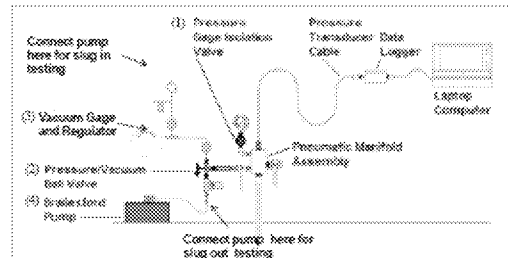 Connect pump
here for slug in
testing
(1) Pressure
Gage Isolation
Valve
Pressure
Transducer
Cable
Data
Logger
Laptop
Computer
Vacuum Gage
and Regulator
Pneumatic Manifold
Assembly
(2) Pressure/Vacuum
Ball Valve
(4) Brailsford
Pump
Connect pump here for
slug out testing